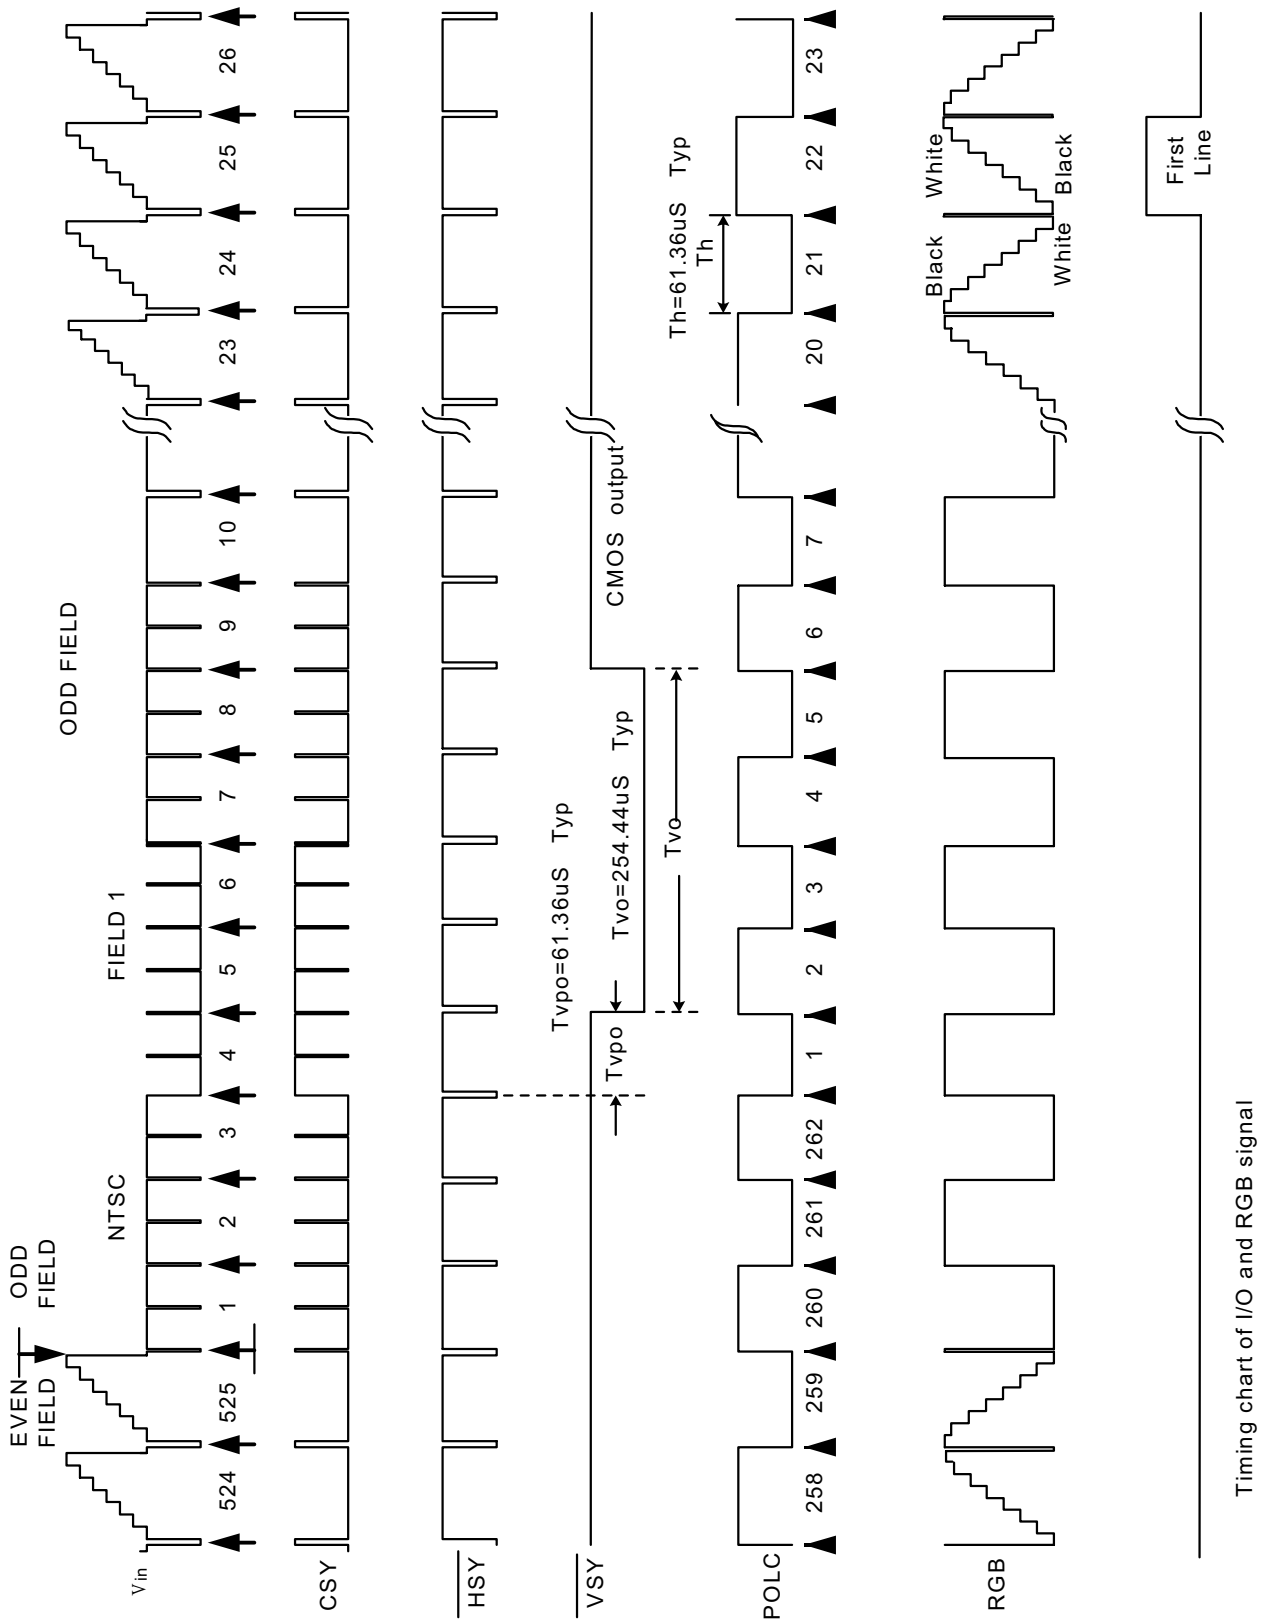 EVEN ODD
FIELD FIELD
NTSC
FIELD 1
ODD FIELD
Vin
524 525 1 2 3 4 5 6 7 8 9 10 23 24 25 26
CSY
HSY
VSY
Tvpo=61.36uS Typ
Tvpo
Tvo=254.44uS Typ
Tvo
CMOS output
Th=61.36uS Typ
Th
POLC
258 259 260 261 262 1 2 3 4 5 6 7 20 21 22 23
RGB
Black White
White Black
First
Line
Timing chart of I/O and RGB signal